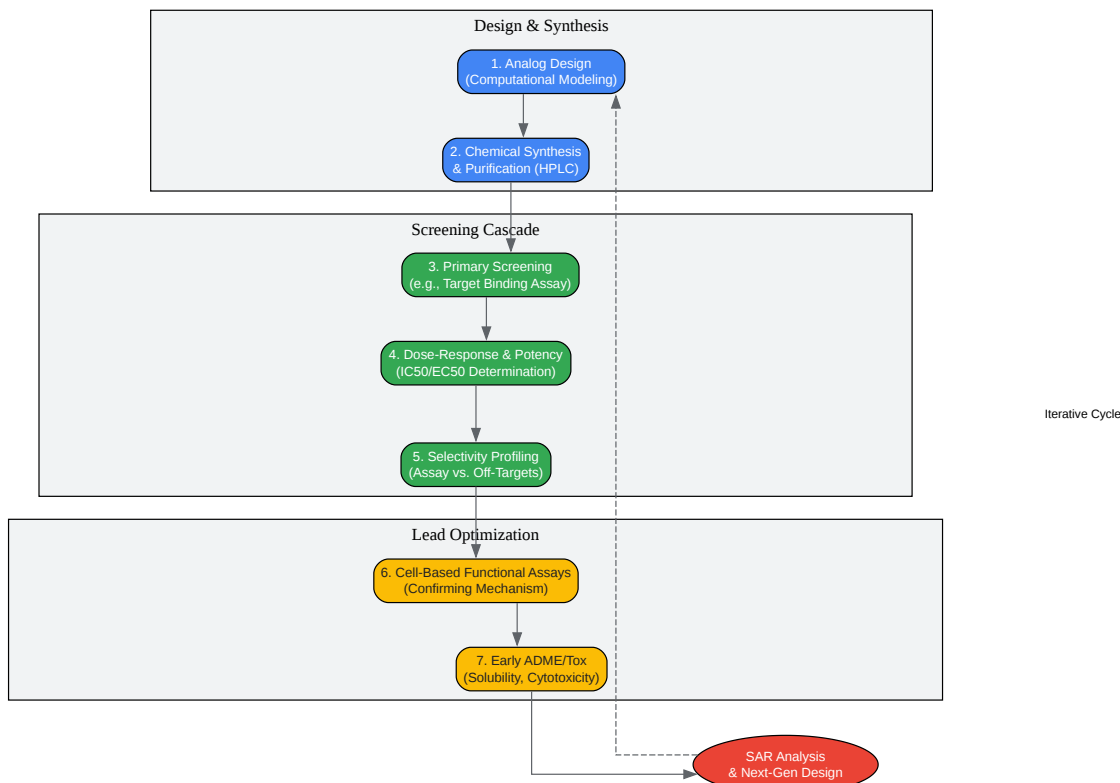 Design & Synthesis
1. Analog Design
(Computational Modeling)
2. Chemical Synthesis
& Purification (HPLC)
Screening Cascade
3. Primary Screening
(e.g., Target Binding Assay)
4. Dose-Response & Potency
(IC50/EC50 Determination)
Iterative Cycle
5. Selectivity Profiling
(Assay vs. Off-Targets)
Lead Optimization
6. Cell-Based Functional Assays
(Confirming Mechanism)
7. Early ADME/Tox
(Solubility, Cytotoxicity)
SAR Analysis
& Next-Gen Design